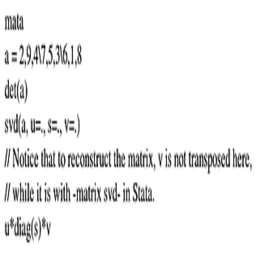 mata
a = 2,9,4\7,5,3\6,1,8
det(a)
svd(a, u=., s=., v=.)
// Notice that to reconstruct the matrix, v is not transposed here,
// while it is with -matrix svd- in Stata.
u*diag(s)*v